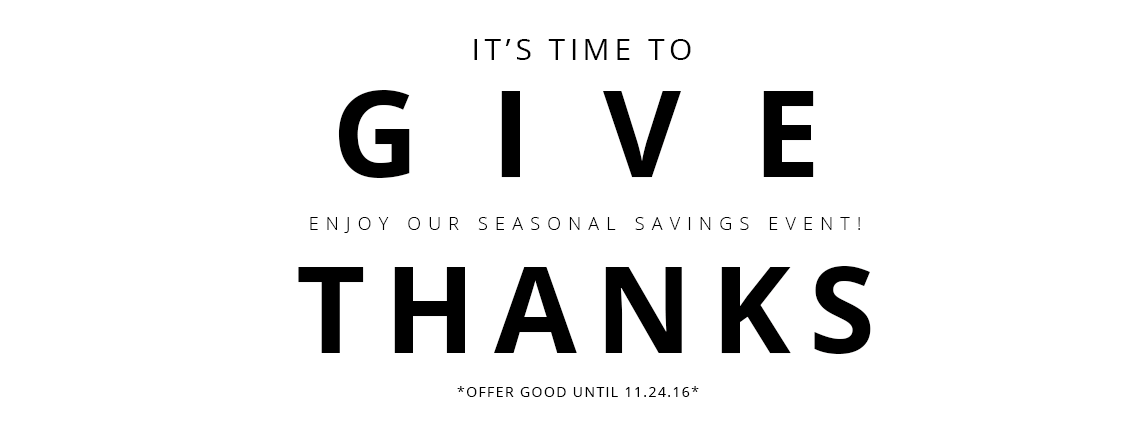 IT’S TIME TO
GIVE
ENJOY OUR SEASONAL SAVINGS EVENT!
THANKS
*OFFER GOOD UNTIL 11.24.16*